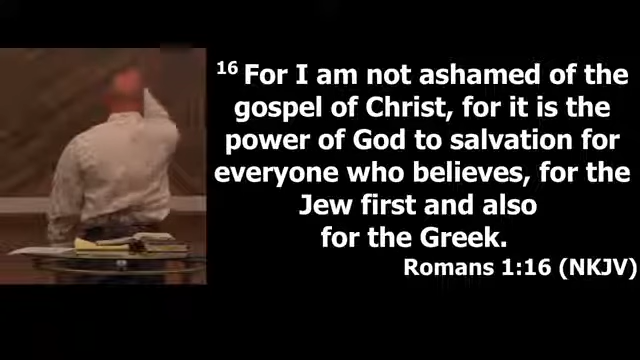 16 For I am not ashamed of the
gospel of Christ, for it is the
power of God to salvation for
everyone who believes, for the
Jew first and also
for the Greek.
Romans 1:16 (NKJV)